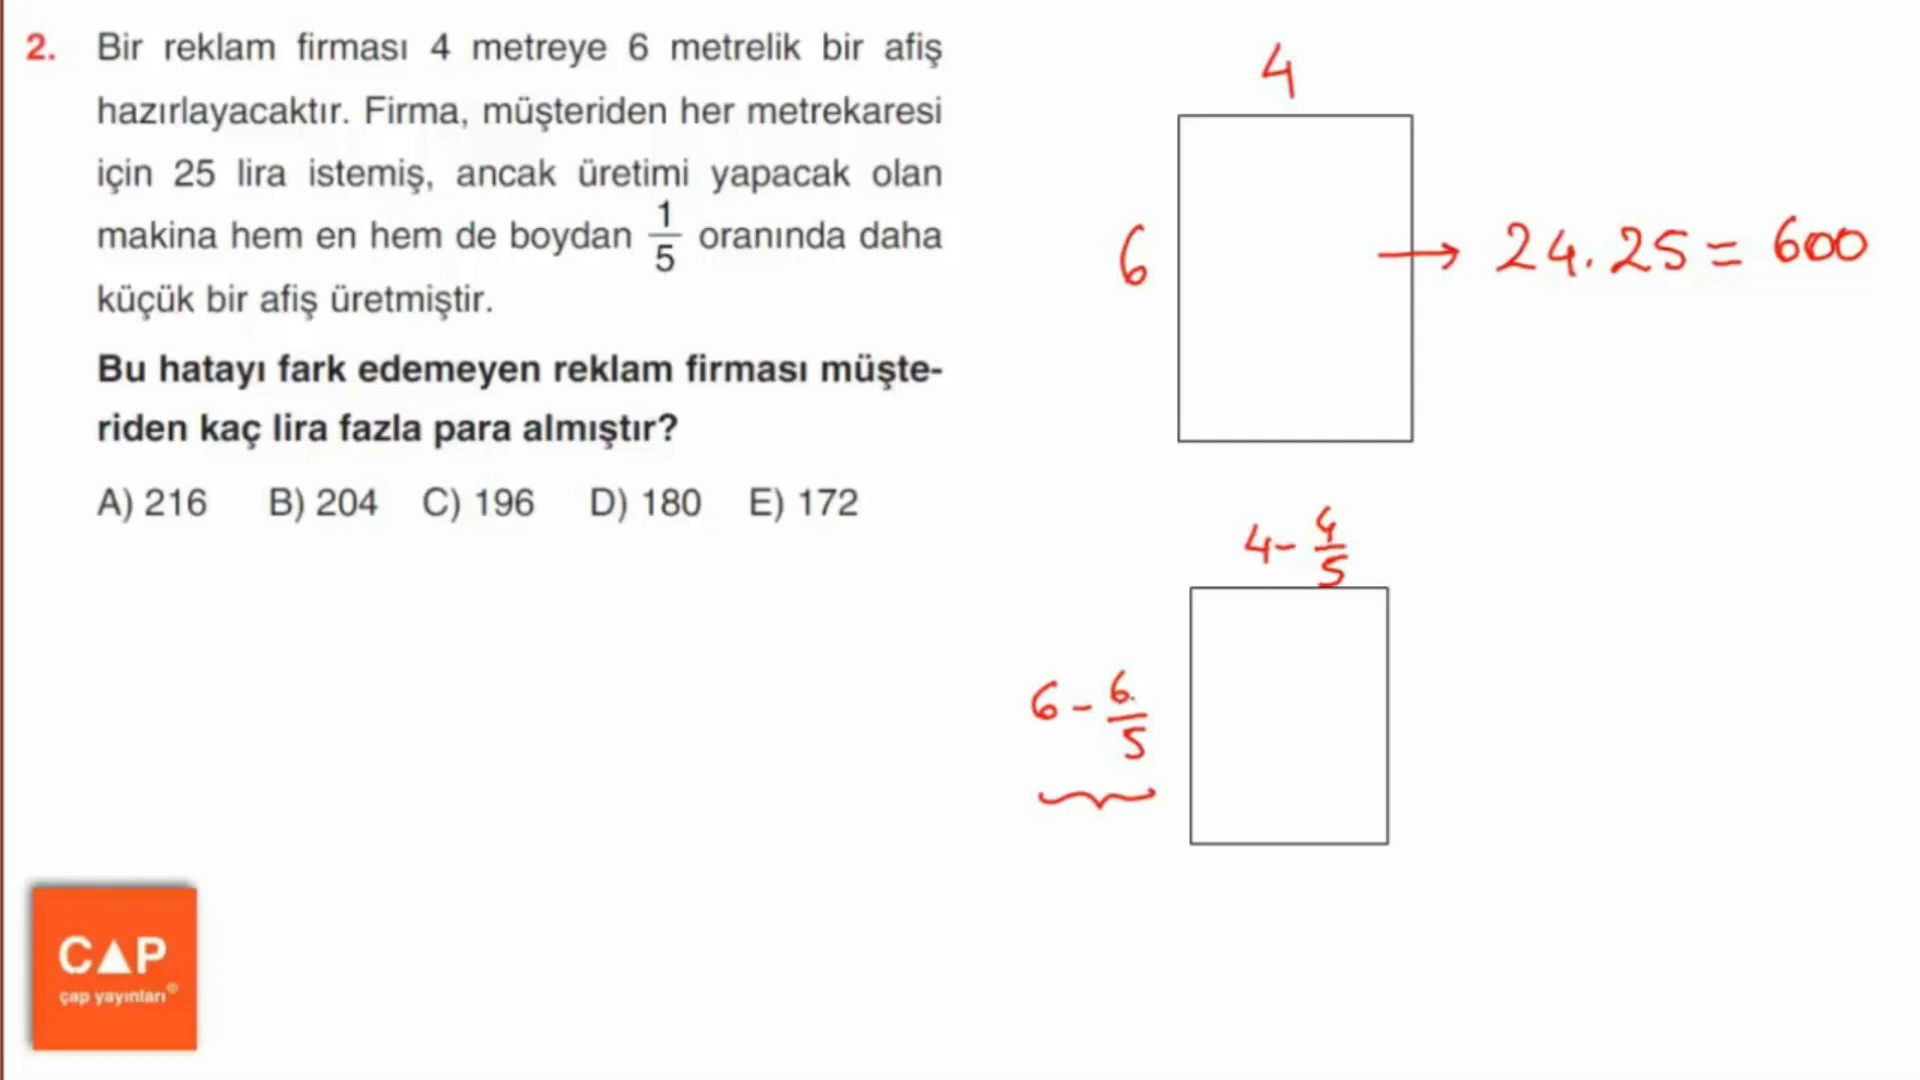 2. Bir reklam firması 4 metreye 6 metrelik bir afiş
hazırlayacaktır. Firma, müşteriden her metrekaresi
için 25 lira istemiş, ancak üretimi yapacak olan
makina hem en hem de boydan 1/5 oranında daha
küçük bir afiş üretmiştir.
Bu hatayı fark edemeyen reklam firması müşte-
riden kaç lira fazla para almıştır?
A) 216 B) 204 C) 196 D) 180 E) 172
4
6
→ 24.25 = 600
4 - 4/5
6 - 6/5
ÇAP
çap yayınları®